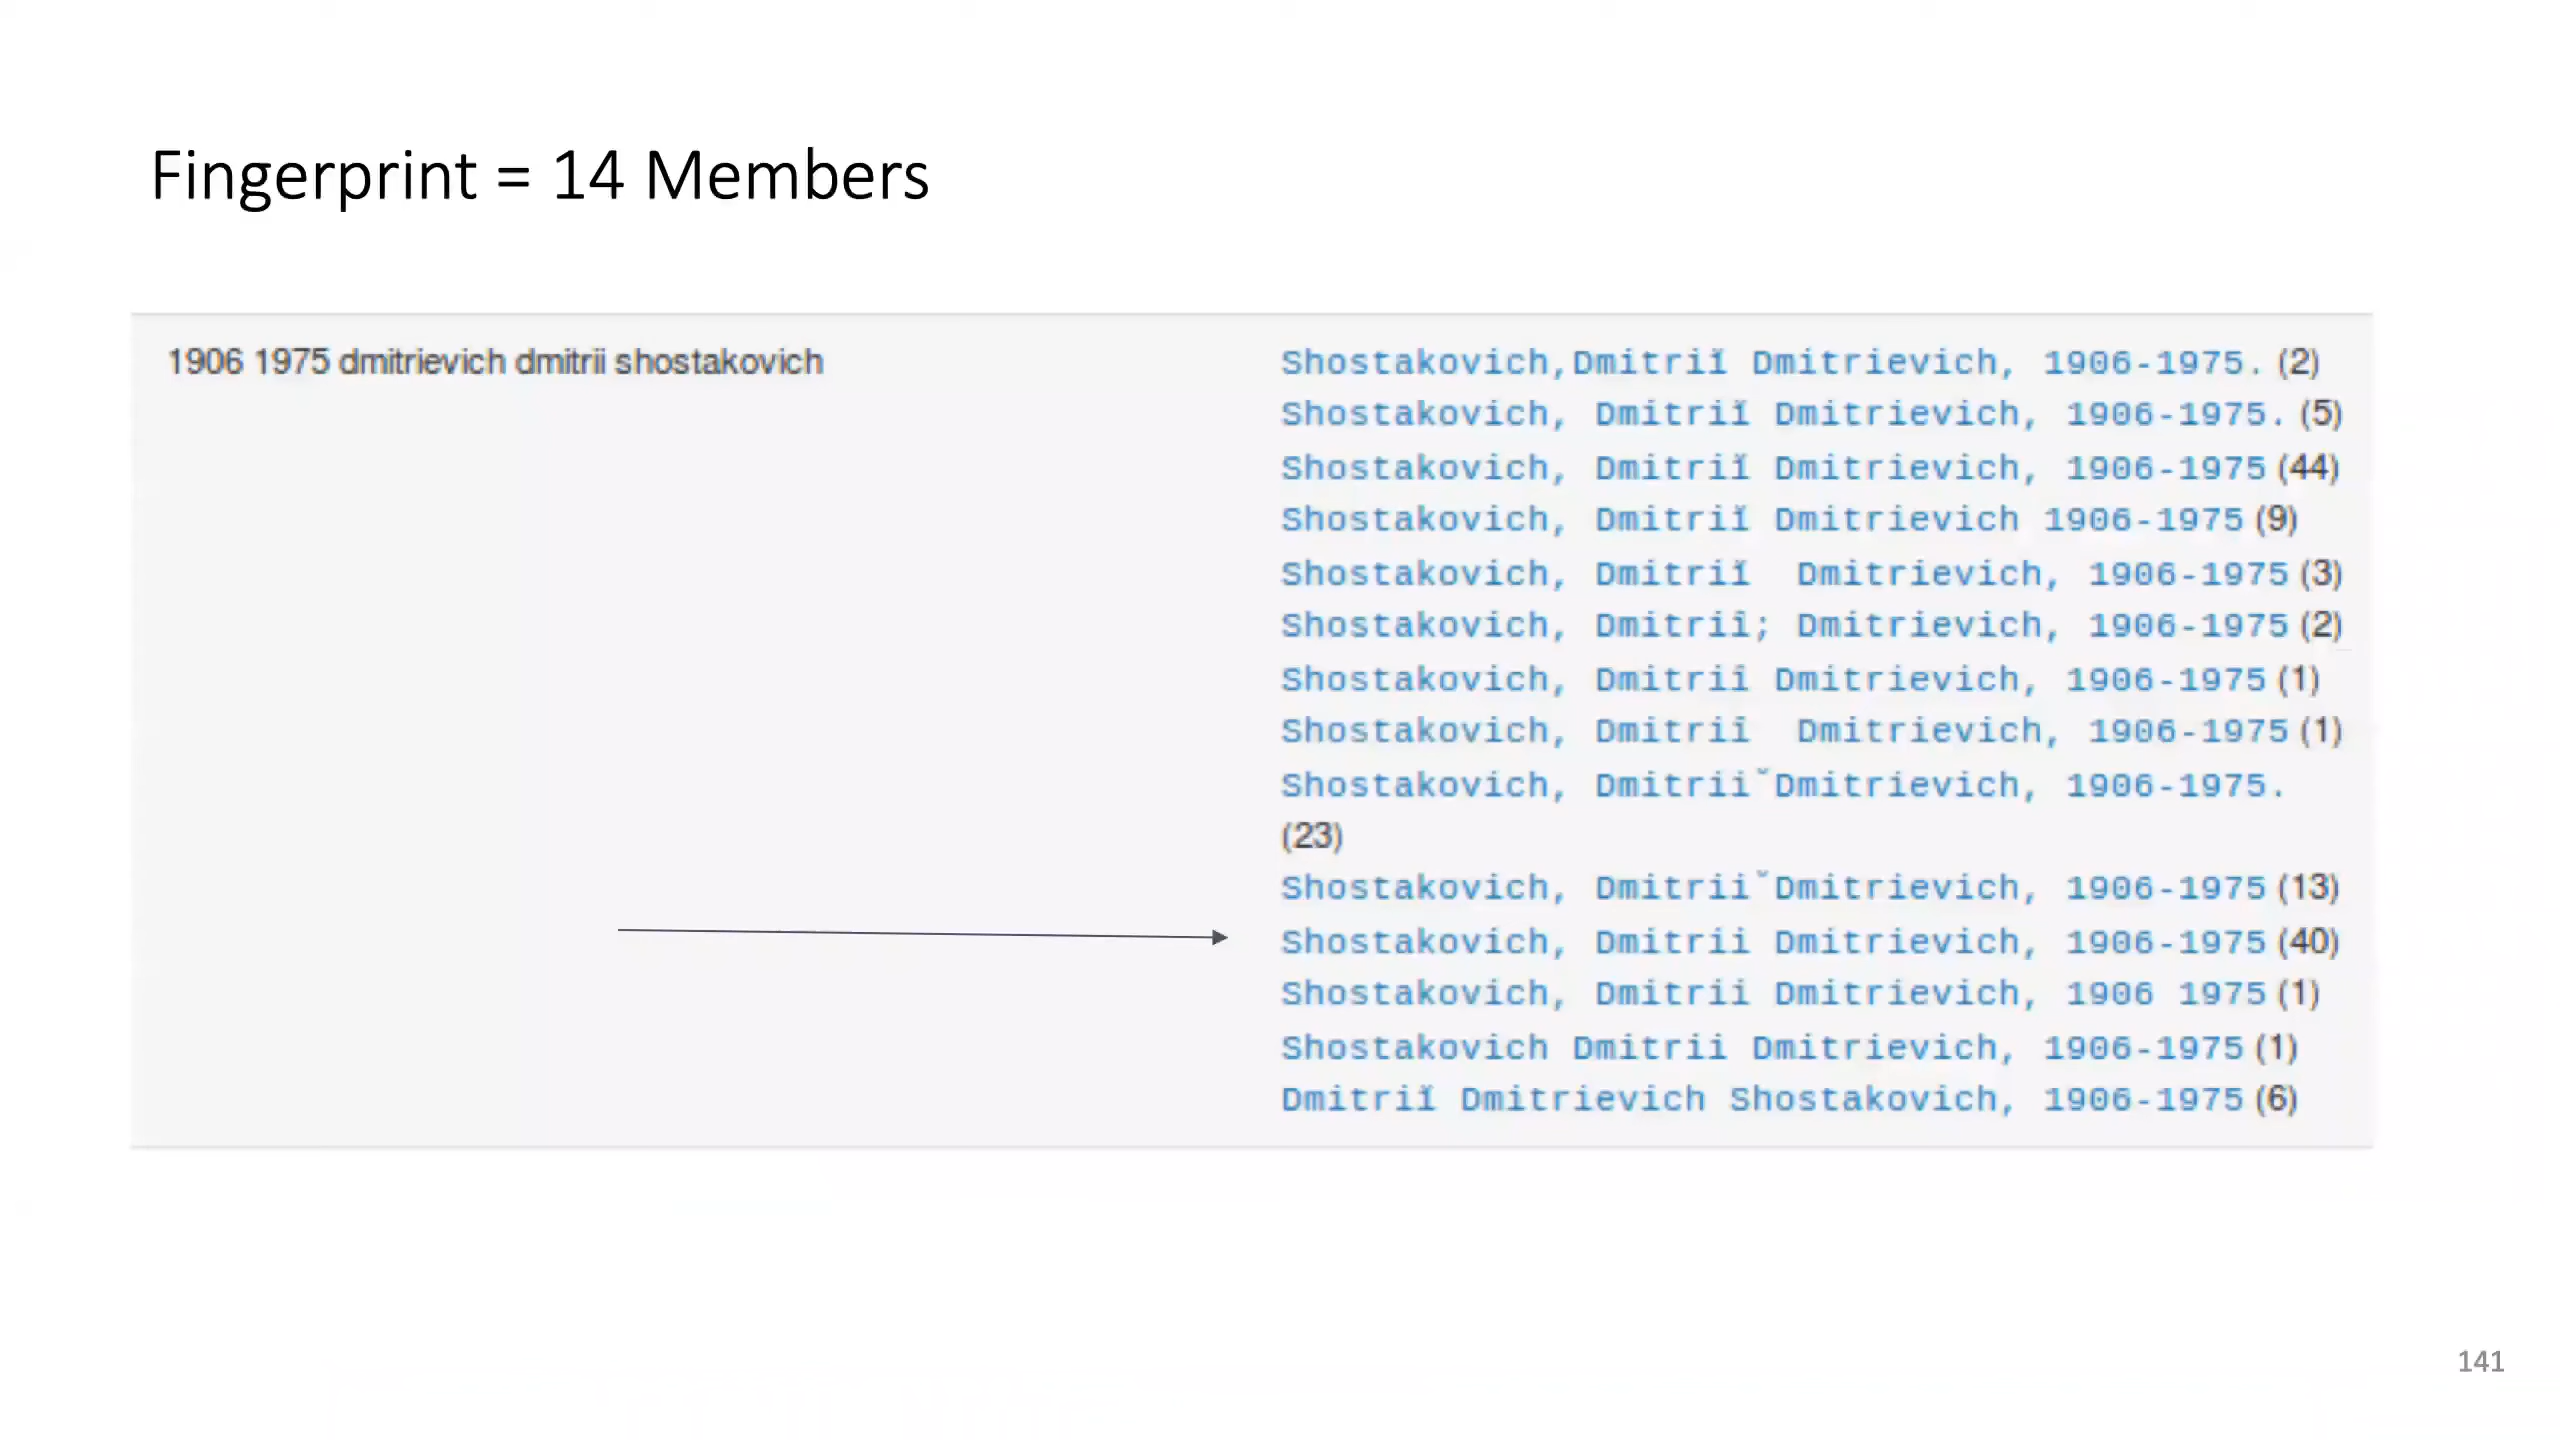 Fingerprint = 14 Members
1906 1975 dmitrievich dmitrii shostakovich
Shostakovich,Dmitriĭ Dmitrievich, 1906-1975. (2)
Shostakovich, Dmitriĭ Dmitrievich, 1906-1975. (5)
Shostakovich, Dmitriĭ Dmitrievich, 1906-1975 (44)
Shostakovich, Dmitriĭ Dmitrievich 1906-1975 (9)
Shostakovich, Dmitriĭ  Dmitrievich, 1906-1975 (3)
Shostakovich, Dmitriî; Dmitrievich, 1906-1975 (2)
Shostakovich, Dmitriî Dmitrievich, 1906-1975 (1)
Shostakovich, Dmitriî  Dmitrievich, 1906-1975 (1)
Shostakovich, Dmitrii˘Dmitrievich, 1906-1975.
(23)
Shostakovich, Dmitrii˘Dmitrievich, 1906-1975 (13)
Shostakovich, Dmitrii Dmitrievich, 1906-1975 (40)
Shostakovich, Dmitrii Dmitrievich, 1906 1975 (1)
Shostakovich Dmitrii Dmitrievich, 1906-1975 (1)
Dmitriĭ Dmitrievich Shostakovich, 1906-1975 (6)
141